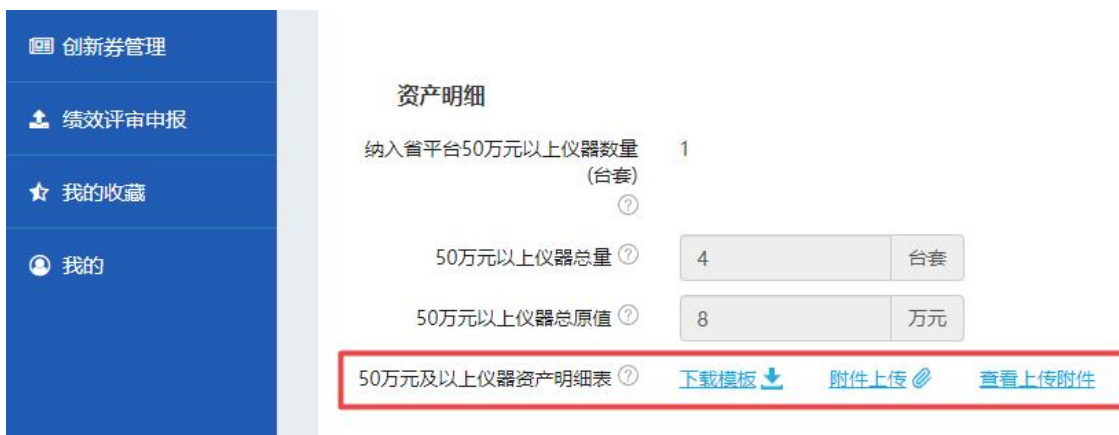 创新券管理
绩效评审申报
我的收藏
我的
资产明细
纳入省平台50万元以上仪器数量 1
(台套)
50万元以上仪器总量 4 台套
50万元以上仪器总原值 8 万元
50万元及以上仪器资产明细表 下载模板 附件上传 查看上传附件